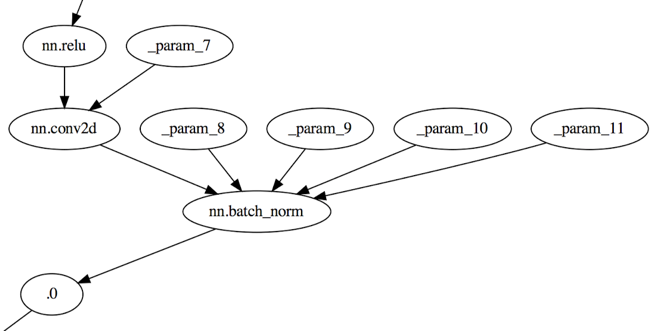 nn.relu
_param_7
nn.conv2d
_param_8
_param_9
_param_10
_param_11
nn.batch_norm
.0